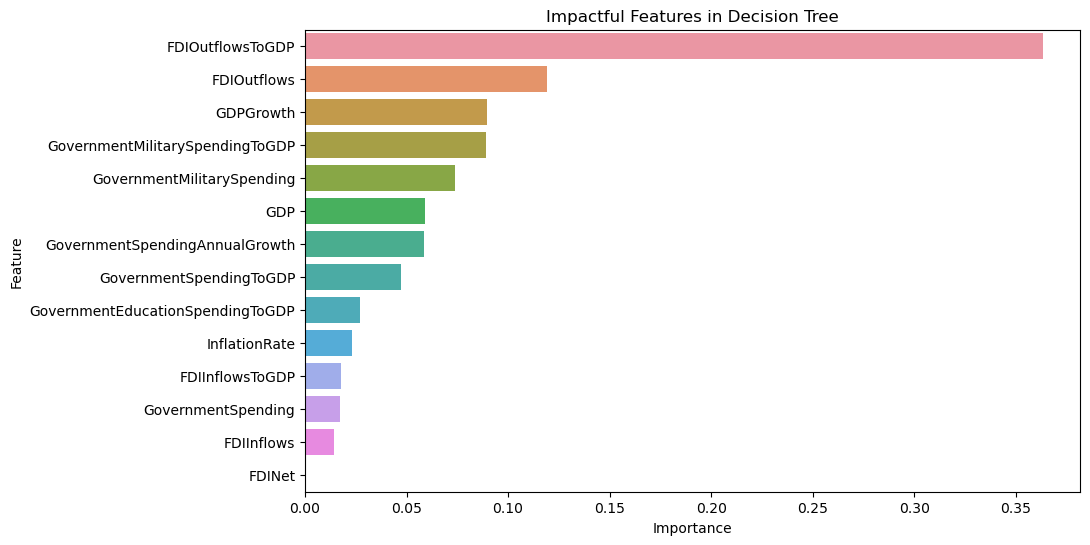 Impactful Features in Decision Tree
Feature
FDIOutflowsToGDP
FDIOutflows
GDPGrowth
GovernmentMilitarySpendingToGDP
GovernmentMilitarySpending
GDP
GovernmentSpendingAnnualGrowth
GovernmentSpendingToGDP
GovernmentEducationSpendingToGDP
InflationRate
FDIInflowsToGDP
GovernmentSpending
FDIInflows
FDINet
0.00 0.05 0.10 0.15 0.20 0.25 0.30 0.35
Importance